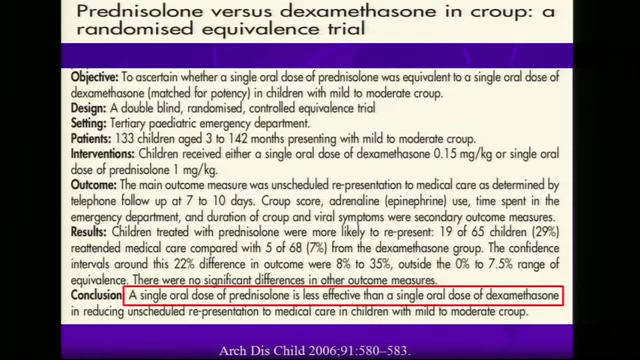 Prednisolone versus dexamethasone in croup: a
randomised equivalence trial
Objective: To ascertain whether a single oral dose of prednisolone was equivalent to a single oral dose of
dexamethasone (matched for potency) in children with mild to moderate croup.
Design: A double blind, randomised, controlled equivalence trial
Setting: Tertiary paediatric emergency department.
Patients: 133 children aged 3 to 142 months presenting with mild to moderate croup.
Interventions: Children received either a single oral dose of dexamethasone 0.15 mg/kg or single oral
dose of prednisolone 1 mg/kg.
Outcome: The main outcome measure was unscheduled re-presentation to medical care as determined by
telephone follow up at 7 to 10 days. Croup score, adrenaline (epinephrine) use, time spent in the
emergency department, and duration of croup and viral symptoms were secondary outcome measures.
Results: Children treated with prednisolone were more likely to re-present: 19 of 65 children (29%)
reattended medical care compared with 5 of 68 (7%) from the dexamethasone group. The confidence
intervals around this 22% difference in outcome were 8% to 35%, outside the 0% to 7.5% range of
equivalence. There were no significant differences in other outcome measures.
Conclusion: A single oral dose of prednisolone is less effective than a single oral dose of dexamethasone
in reducing unscheduled re-presentation to medical care in children with mild to moderate croup.
Arch Dis Child 2006;91:580–583.